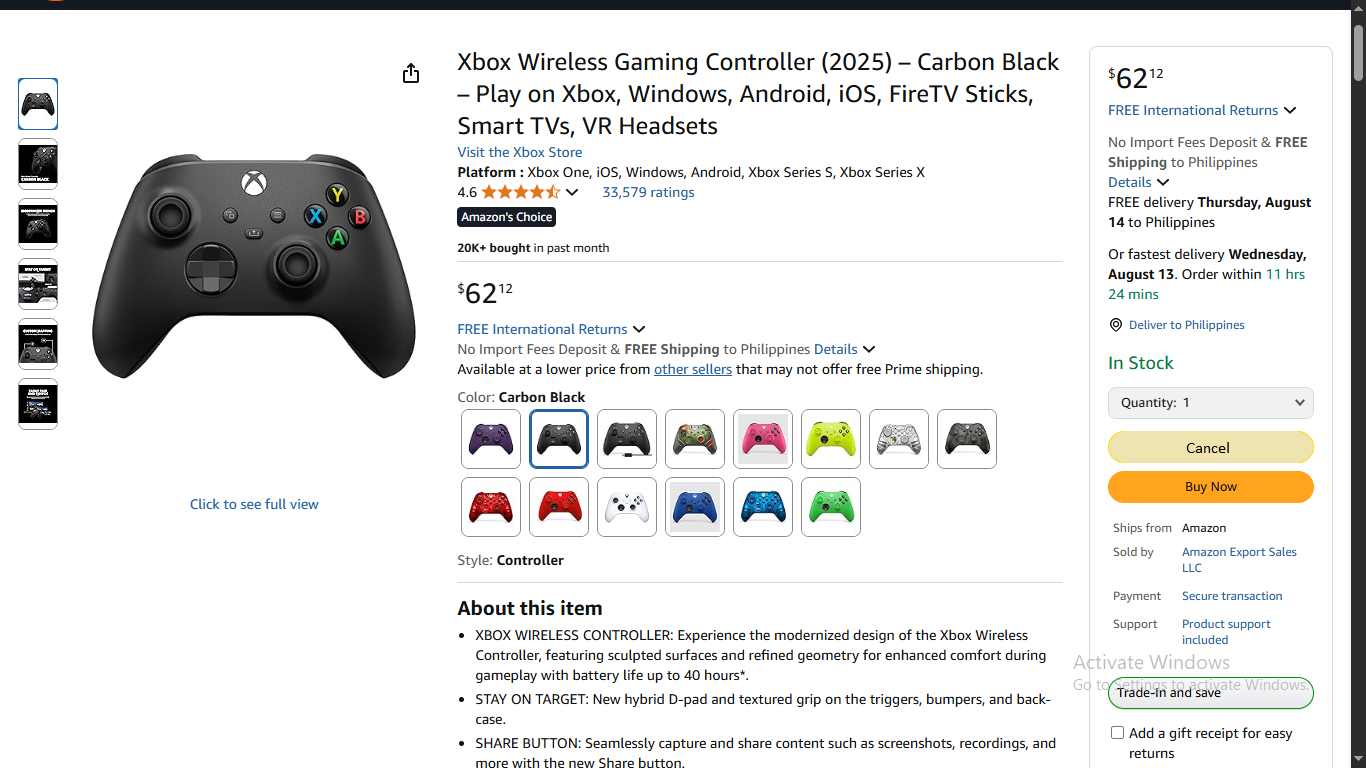 Xbox Wireless Gaming Controller (2025) – Carbon Black
– Play on Xbox, Windows, Android, iOS, FireTV Sticks,
Smart TVs, VR Headsets
Visit the Xbox Store
Platform : Xbox One, iOS, Windows, Android, Xbox Series S, Xbox Series X
4.6
33,579 ratings
Amazon's Choice
20K+ bought in past month
$62 12
FREE International Returns
No Import Fees Deposit & FREE Shipping to Philippines Details
Available at a lower price from other sellers that may not offer free Prime shipping.
Color: Carbon Black
Style: Controller
About this item
• XBOX WIRELESS CONTROLLER: Experience the modernized design of the Xbox Wireless
Controller, featuring sculpted surfaces and refined geometry for enhanced comfort during
gameplay with battery life up to 40 hours*.
• STAY ON TARGET: New hybrid D-pad and textured grip on the triggers, bumpers, and back-
case.
• SHARE BUTTON: Seamlessly capture and share content such as screenshots, recordings, and
more with the new Share button.
Y
X
B
A
CARBON BLACK
STAY ON TARGET
Click to see full view
$62 12
FREE International Returns
No Import Fees Deposit & FREE
Shipping to Philippines
Details
FREE delivery Thursday, August
14 to Philippines
Or fastest delivery Wednesday,
August 13. Order within 11 hrs
24 mins
Deliver to Philippines
In Stock
Quantity: 1
Cancel
Buy Now
Ships from Amazon
Sold by Amazon Export Sales
LLC
Payment Secure transaction
Support Product support
included
Activate Windows
Go to Settings to activate Windows.
Trade-In and save
Add a gift receipt for easy
returns